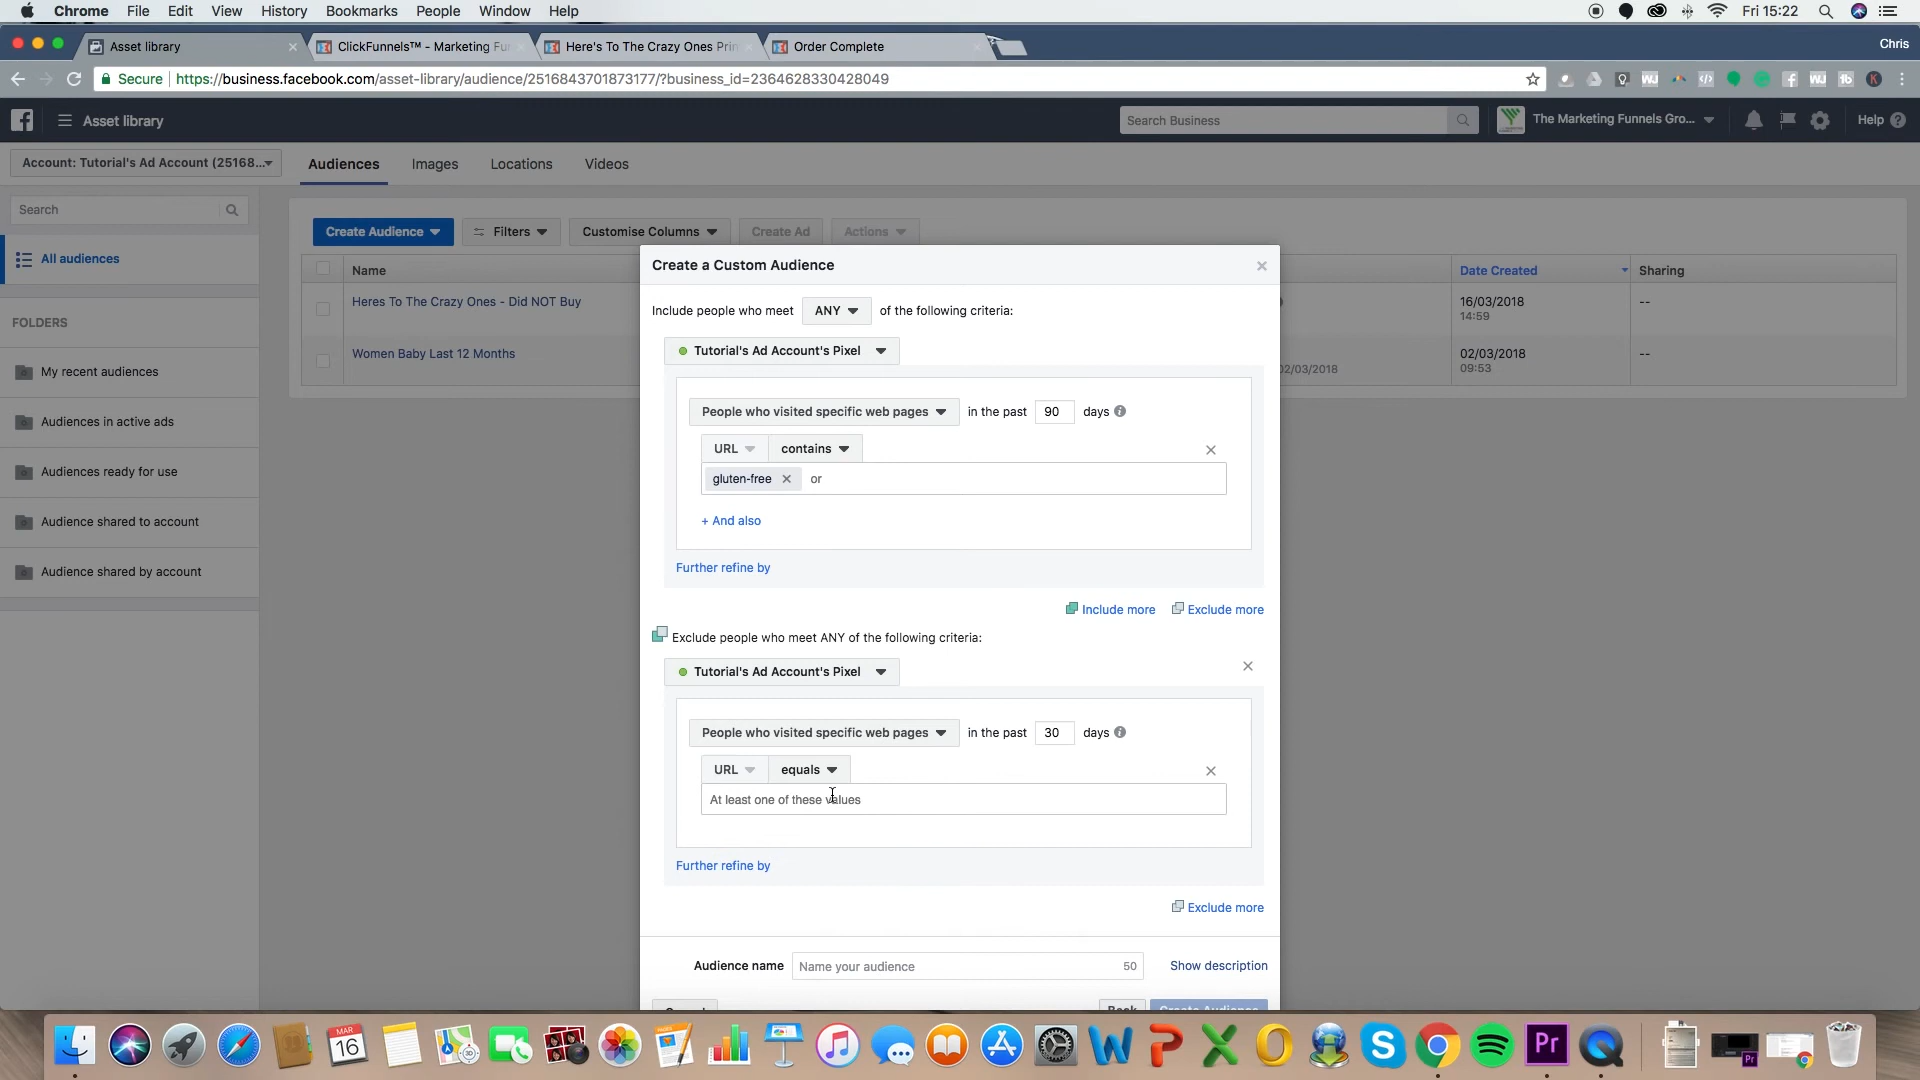 Chrome File Edit View History Bookmarks People Window Help Fri 15:22
Asset library ClickFunnels™ - Marketing Fu Here's To The Crazy Ones Prin Order Complete Chris
Secure https://business.facebook.com/asset-library/audience/2516843701873177/?business_id=2364628330428049
Asset library Search Business The Marketing Funnels Gro... Help
Account: Tutorial's Ad Account (25168... Audiences Images Locations Videos
Search
Create Audience Filters Customise Columns Create Ad Actions
All audiences
Name Date Created Sharing
Heres To The Crazy Ones - Did NOT Buy 16/03/2018 --
14:59
Women Baby Last 12 Months 02/03/2018 --
02/03/2018 09:53
FOLDERS
My recent audiences
Audiences in active ads
Audiences ready for use
Audience shared to account
Audience shared by account
Create a Custom Audience
Include people who meet ANY of the following criteria:
Tutorial's Ad Account's Pixel
People who visited specific web pages in the past 90 days
URL contains
gluten-free or
+ And also
Further refine by
Include more Exclude more
Exclude people who meet ANY of the following criteria:
Tutorial's Ad Account's Pixel
People who visited specific web pages in the past 30 days
URL equals
At least one of these values
Further refine by
Exclude more
Audience name Name your audience 50 Show description
Back Create Audience
MAR
16